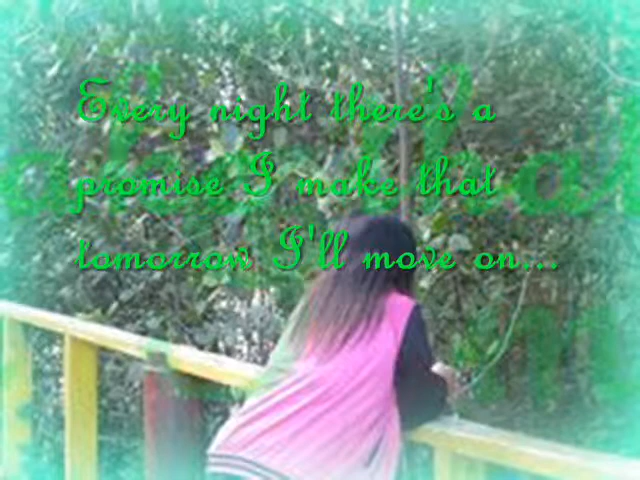 Every night there's a
promise I make that
tomorrow I'll move on...